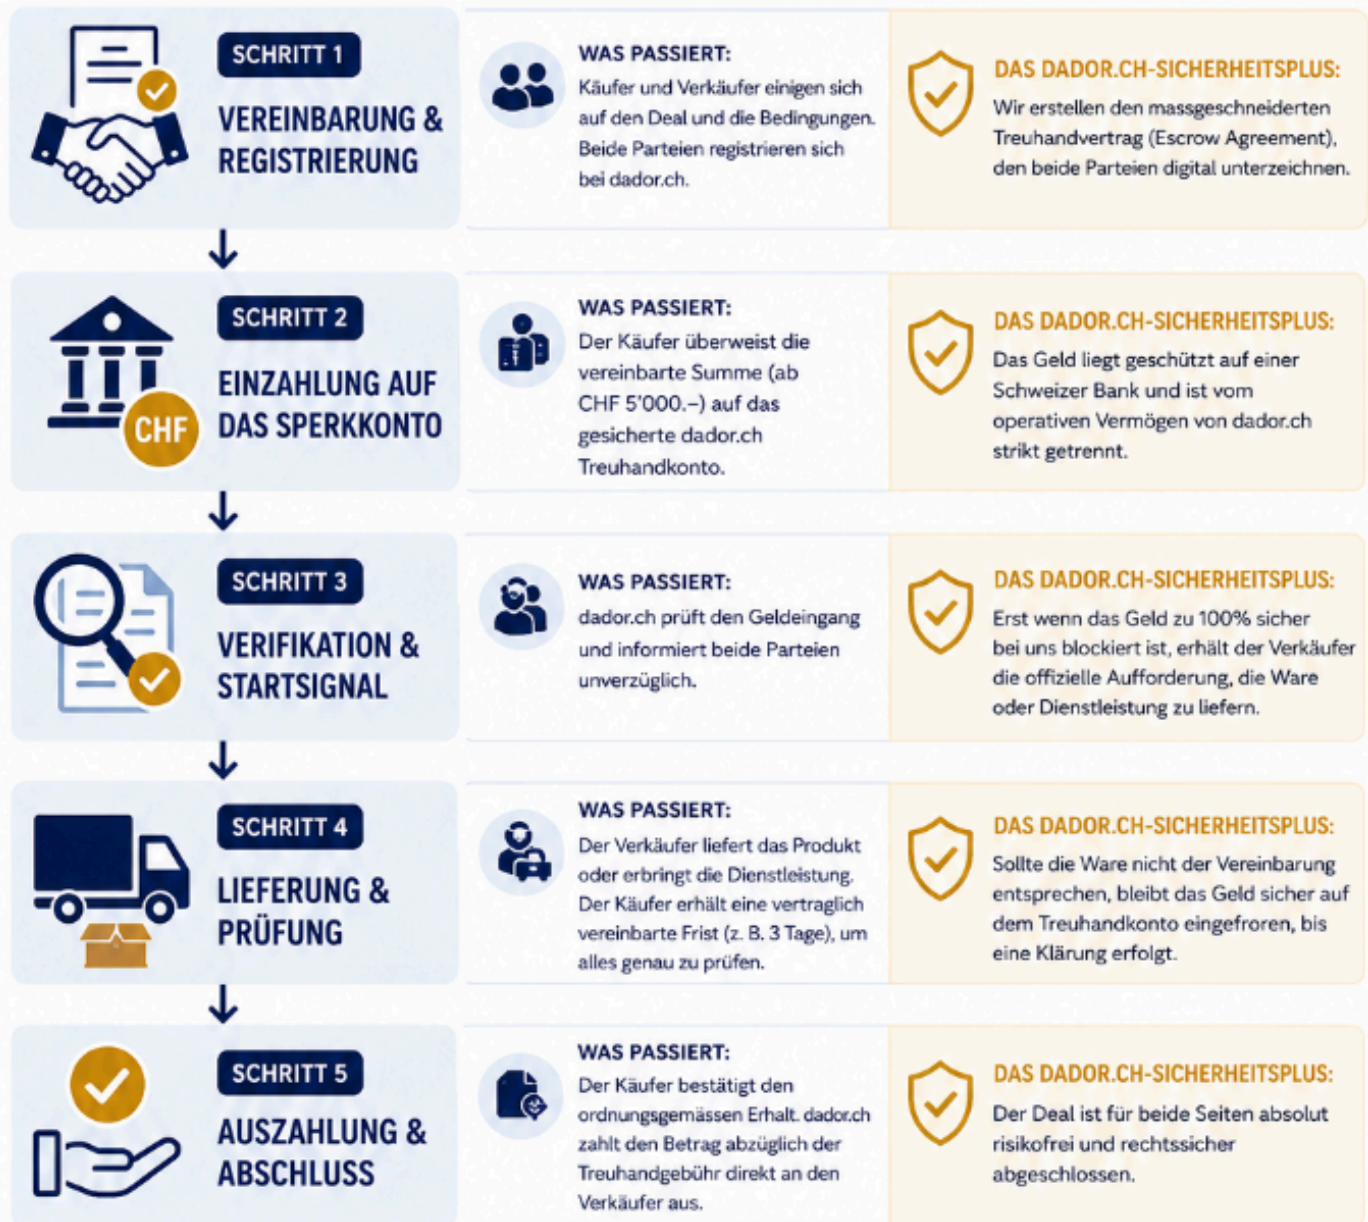 SCHRITT 1
VEREINBARUNG &
REGISTRIERUNG
WAS PASSIERT:
Käufer und Verkäufer einigen sich
auf den Deal und die Bedingungen.
Beide Parteien registrieren sich
bei dador.ch.
DAS DADOR.CH-SICHERHEITSPLUS:
Wir erstellen den massgeschneiderten
Treuhandvertrag (Escrow Agreement),
den beide Parteien digital unterzeichnen.
SCHRITT 2
EINZAHLUNG AUF
DAS SPERKKONTO
CHF
WAS PASSIERT:
Der Käufer überweist die
vereinbarte Summe (ab
CHF 5'000.–) auf das
gesicherte dador.ch
Treuhandkonto.
DAS DADOR.CH-SICHERHEITSPLUS:
Das Geld liegt geschützt auf einer
Schweizer Bank und ist vom
operativen Vermögen von dador.ch
strikt getrennt.
SCHRITT 3
VERIFIKATION &
STARTSIGNAL
WAS PASSIERT:
dador.ch prüft den Geldeingang
und informiert beide Parteien
unverzüglich.
DAS DADOR.CH-SICHERHEITSPLUS:
Erst wenn das Geld zu 100% sicher
bei uns blockiert ist, erhält der Verkäufer
die offizielle Aufforderung, die Ware
oder Dienstleistung zu liefern.
SCHRITT 4
LIEFERUNG &
PRÜFUNG
WAS PASSIERT:
Der Verkäufer liefert das Produkt
oder erbringt die Dienstleistung.
Der Käufer erhält eine vertraglich
vereinbarte Frist (z. B. 3 Tage), um
alles genau zu prüfen.
DAS DADOR.CH-SICHERHEITSPLUS:
Sollte die Ware nicht der Vereinbarung
entsprechen, bleibt das Geld sicher auf
dem Treuhandkonto eingefroren, bis
eine Klärung erfolgt.
SCHRITT 5
AUSZAHLUNG &
ABSCHLUSS
WAS PASSIERT:
Der Käufer bestätigt den
ordnungsgemässen Erhalt. dador.ch
zahlt den Betrag abzüglich der
Treuhandgebühr direkt an den
Verkäufer aus.
DAS DADOR.CH-SICHERHEITSPLUS:
Der Deal ist für beide Seiten absolut
risikofrei und rechtssicher
abgeschlossen.